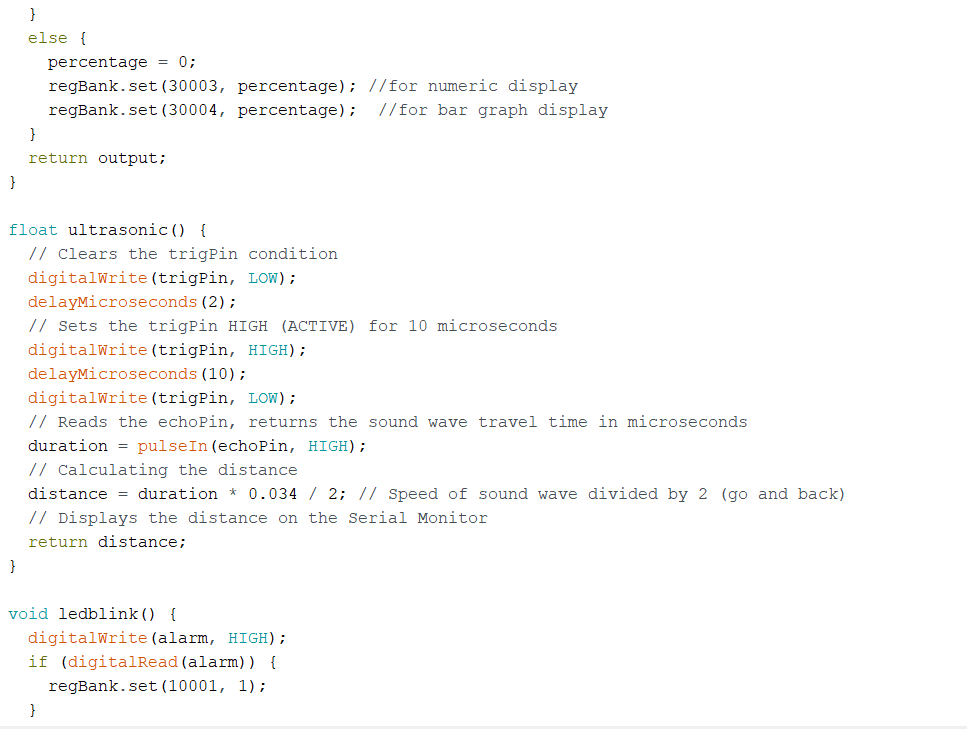 }
  else {
    percentage = 0;
    regBank.set(30003, percentage); //for numeric display
    regBank.set(30004, percentage);  //for bar graph display
  }
  return output;
}

float ultrasonic() {
  // Clears the trigPin condition
  digitalWrite(trigPin, LOW);
  delayMicroseconds(2);
  // Sets the trigPin HIGH (ACTIVE) for 10 microseconds
  digitalWrite(trigPin, HIGH);
  delayMicroseconds(10);
  digitalWrite(trigPin, LOW);
  // Reads the echoPin, returns the sound wave travel time in microseconds
  duration = pulseIn(echoPin, HIGH);
  // Calculating the distance
  distance = duration * 0.034 / 2; // Speed of sound wave divided by 2 (go and back)
  // Displays the distance on the Serial Monitor
  return distance;
}

void ledblink() {
  digitalWrite(alarm, HIGH);
  if (digitalRead(alarm)) {
    regBank.set(10001, 1);
  }